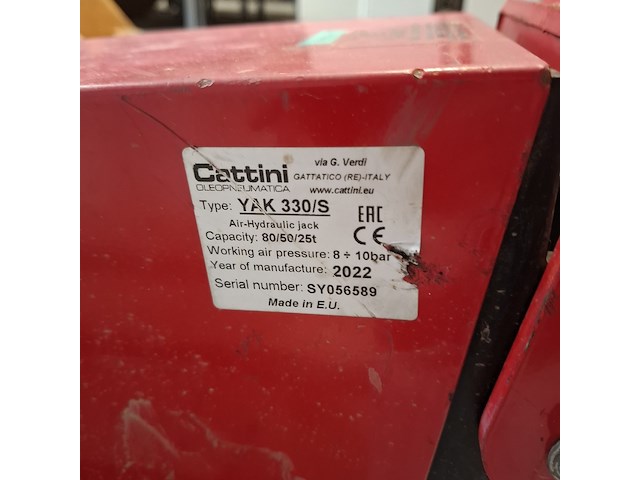 Cattini
OLEOPNEUMATICA
via G. Verdi
GATTATICO (RE)-ITALY
www.cattini.eu
Type: YAK 330/S
Air-Hydraulic jack
EAC
Capacity: 80/50/25t
CE
Working air pressure: 8 ÷ 10bar
Year of manufacture: 2022
Serial number: SY056589
Made in E.U.